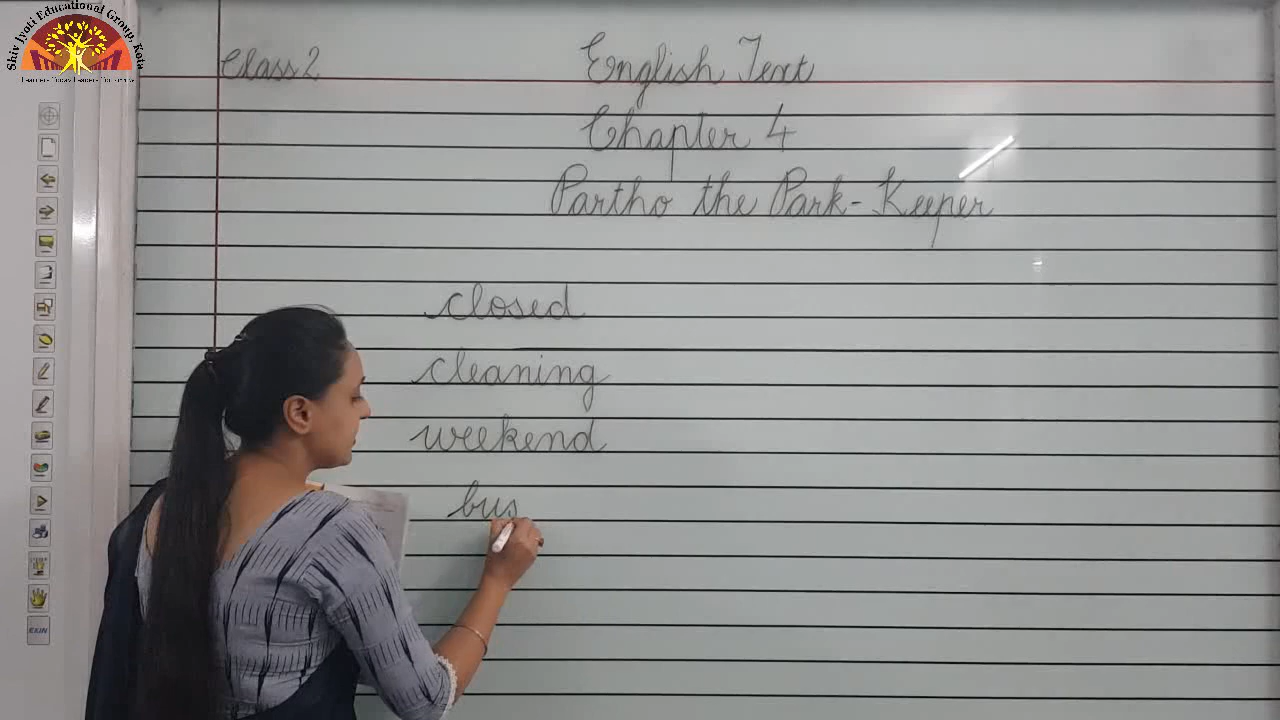 Shiv Jyoti Educational Group, Kota
Class 2
English Text
Chapter 4
Partho the Park-Keeper
closed
cleaning
weekend
bus
EXIN